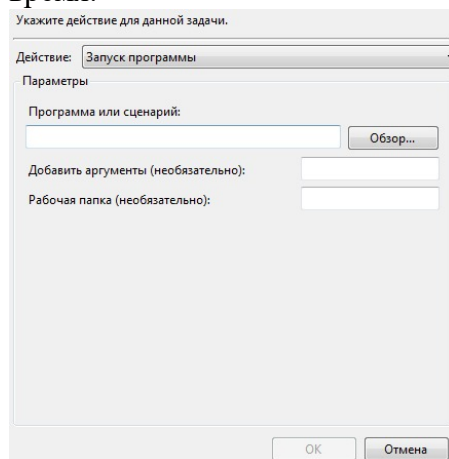 Укажите действие для данной задачи.
Действие: Запуск программы
Параметры
Программа или сценарий:
Обзор...
Добавить аргументы (необязательно):
Рабочая папка (необязательно):
ОК Отмена